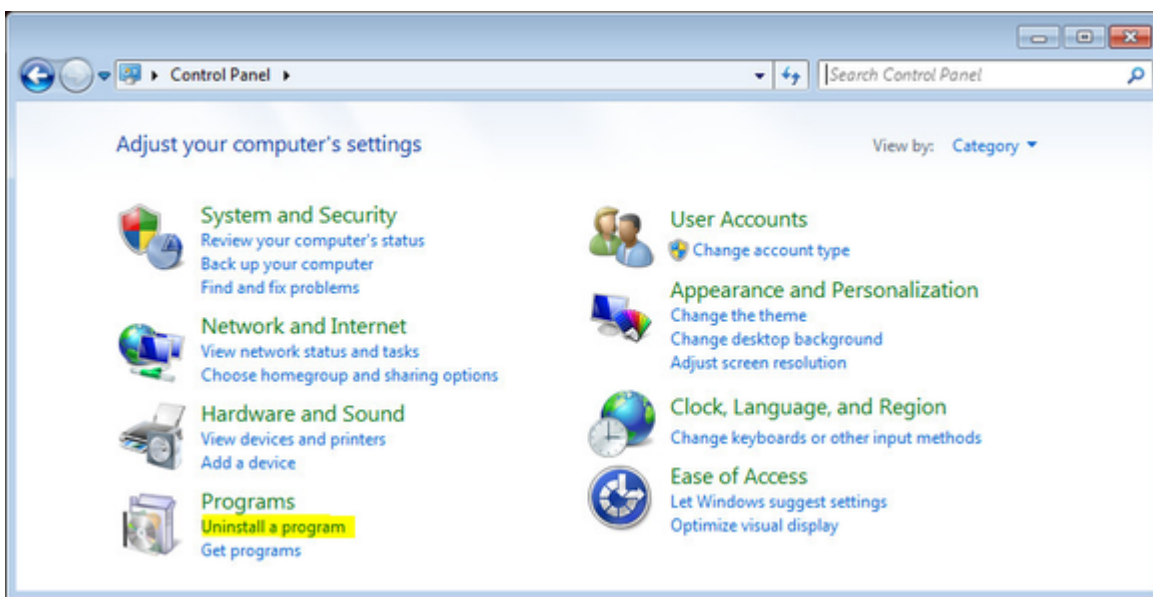 Control Panel
Search Control Panel
Adjust your computer's settings
View by: Category
System and Security
Review your computer's status
Back up your computer
Find and fix problems
Network and Internet
View network status and tasks
Choose homegroup and sharing options
Hardware and Sound
View devices and printers
Add a device
Programs
Uninstall a program
Get programs
User Accounts
Change account type
Appearance and Personalization
Change the theme
Change desktop background
Adjust screen resolution
Clock, Language, and Region
Change keyboards or other input methods
Ease of Access
Let Windows suggest settings
Optimize visual display